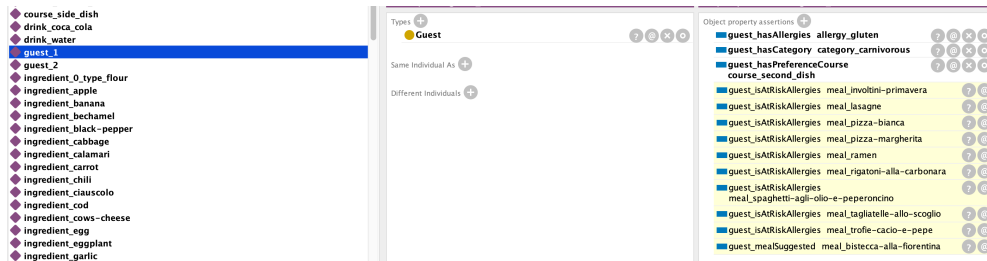 course_side_dish
drink_coca_cola
drink_water
guest_1
guest_2
ingredient_0_type_flour
ingredient_apple
ingredient_banana
ingredient_bechamel
ingredient_black-pepper
ingredient_cabbage
ingredient_calamari
ingredient_carrot
ingredient_chili
ingredient_ciauscolo
ingredient_cod
ingredient_cows-cheese
ingredient_egg
ingredient_eggplant
ingredient_garlic
Types
Guest
Same Individual As
Different Individuals
Object property assertions
guest_hasAllergies allergy_gluten
guest_hasCategory category_carnivorous
guest_hasPreferenceCourse
course_second_dish
guest_isAtRiskAllergies meal_involtini-primavera
guest_isAtRiskAllergies meal_lasagne
guest_isAtRiskAllergies meal_pizza-bianca
guest_isAtRiskAllergies meal_pizza-margherita
guest_isAtRiskAllergies meal_ramen
guest_isAtRiskAllergies meal_rigatoni-alla-carbonara
guest_isAtRiskAllergies
meal_spaghetti-agli-olio-e-peperoncino
guest_isAtRiskAllergies meal_tagliatelle-allo-scoglio
guest_isAtRiskAllergies meal_trofie-cacio-e-pepe
guest_mealSuggested meal_bistecca-alla-fiorentina